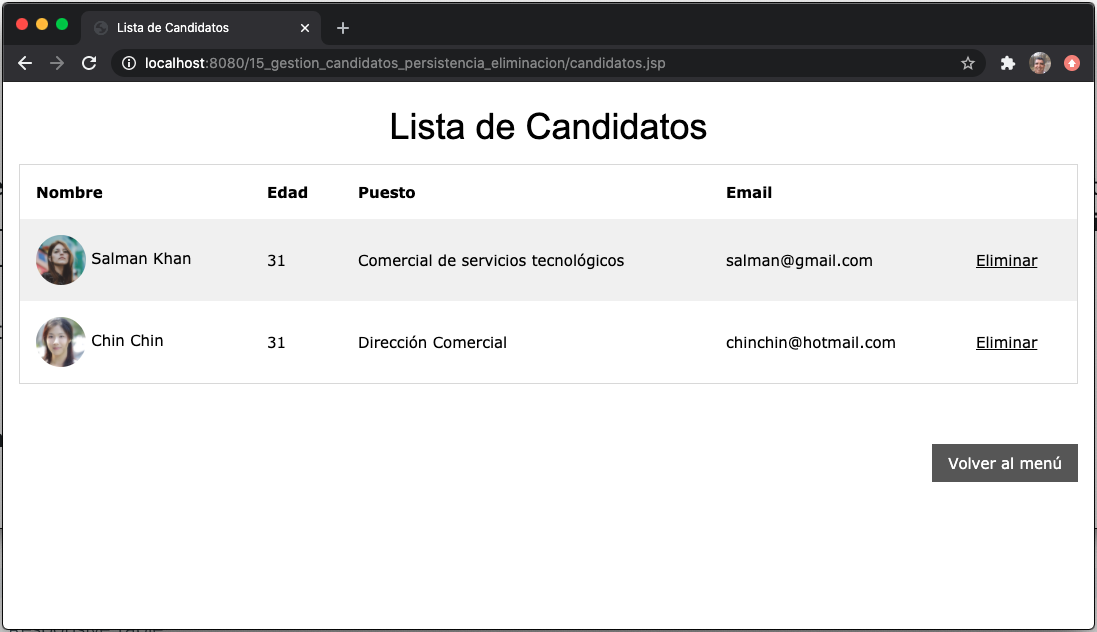 Lista de Candidatos
localhost:8080/15_gestion_candidatos_persistencia_eliminacion/candidatos.jsp
Lista de Candidatos
Nombre Edad Puesto Email
Salman Khan 31 Comercial de servicios tecnológicos salman@gmail.com Eliminar
Chin Chin 31 Dirección Comercial chinchin@hotmail.com Eliminar
Volver al menú